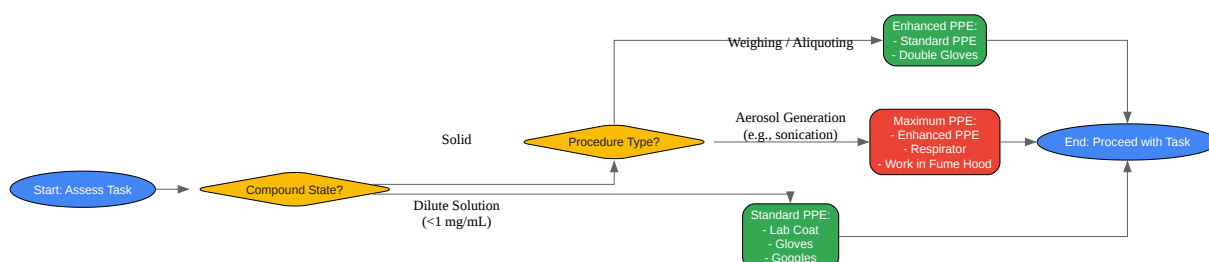 Start: Assess Task
Compound State?
Solid
Dilute Solution
(<1 mg/mL)
Procedure Type?
Weighing / Aliquoting
Aerosol Generation
(e.g., sonication)
Enhanced PPE:
- Standard PPE
- Double Gloves
Maximum PPE:
- Enhanced PPE
- Respirator
- Work in Fume Hood
Standard PPE:
- Lab Coat
- Gloves
- Goggles
End: Proceed with Task